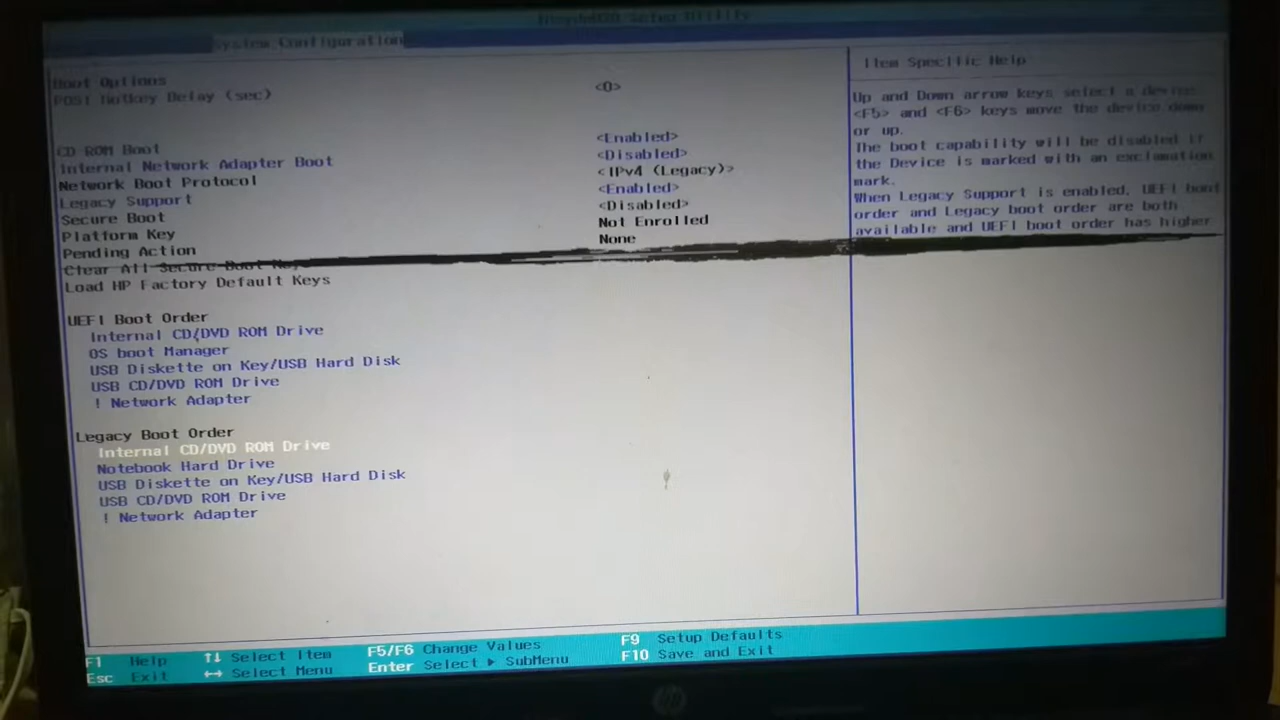 Setup Utility
System Configuration
Boot Options
POST Hotkey Delay (sec) <0>
CD-ROM Boot <Enabled>
Internal Network Adapter Boot <Disabled>
Network Boot Protocol <IPv4 (Legacy)>
Legacy Support <Enabled>
Secure Boot <Disabled>
Platform Key Not Enrolled
Pending Action None
Clear All Secure Boot Keys
Load HP Factory Default Keys
UEFI Boot Order
Internal CD/DVD ROM Drive
OS boot Manager
USB Diskette on Key/USB Hard Disk
USB CD/DVD ROM Drive
! Network Adapter
Legacy Boot Order
Internal CD/DVD ROM Drive
Notebook Hard Drive
USB Diskette on Key/USB Hard Disk
USB CD/DVD ROM Drive
! Network Adapter
Item Specific Help
Up and Down arrow keys select a device.
<F5> and <F6> keys move the device down
or up.
The boot capability will be disabled if
the Device is marked with an exclamation
mark.
When Legacy Support is enabled, UEFI boot
order and Legacy boot order are both
available and UEFI boot order has higher
F1 Help ↑↓ Select Item F5/F6 Change Values F9 Setup Defaults
Esc Exit ↔ Select Menu Enter Select ▶ SubMenu F10 Save and Exit
hp